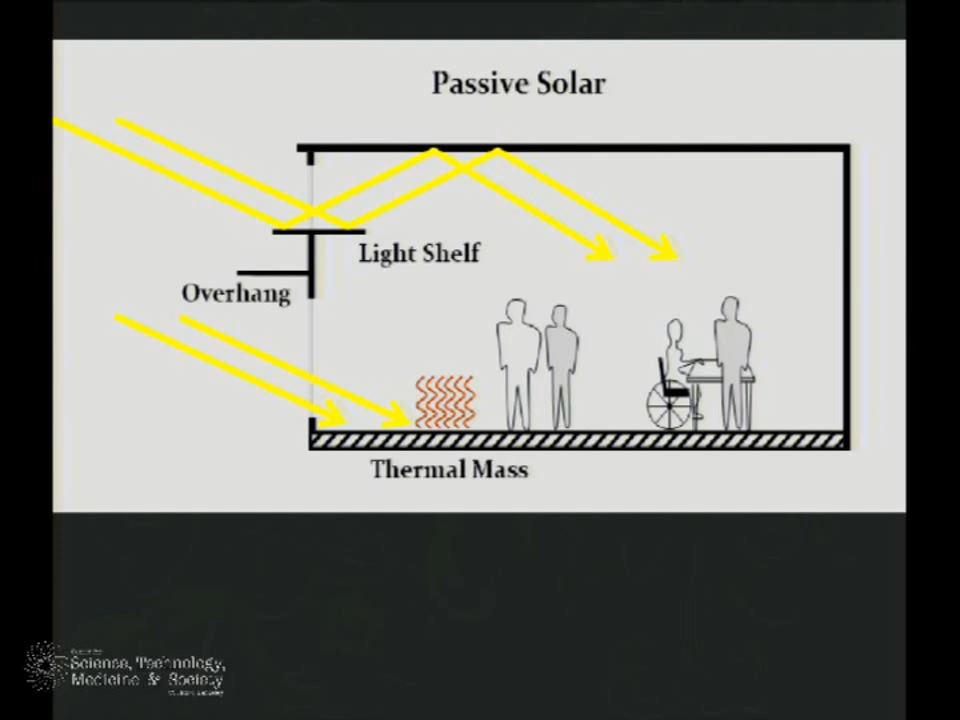 Passive Solar
Light Shelf
Overhang
Thermal Mass
Science, Technology,
Medicine & Society